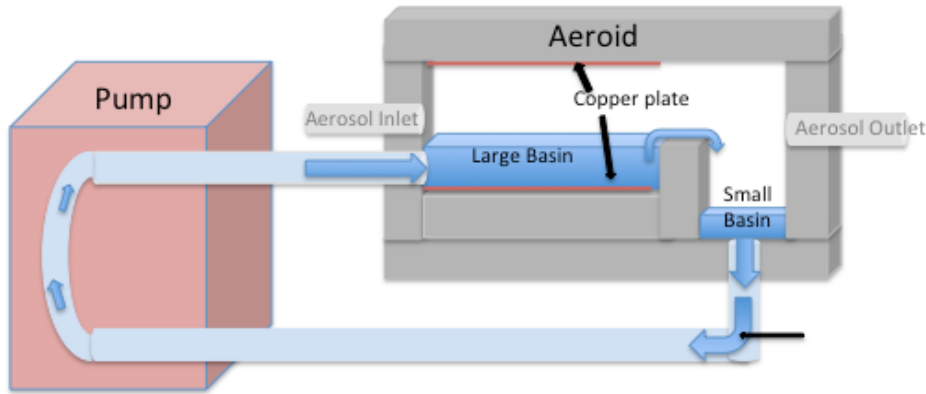 Aeroid
Pump
Copper plate
Aerosol Inlet
Aerosol Outlet
Large Basin
Small
Basin